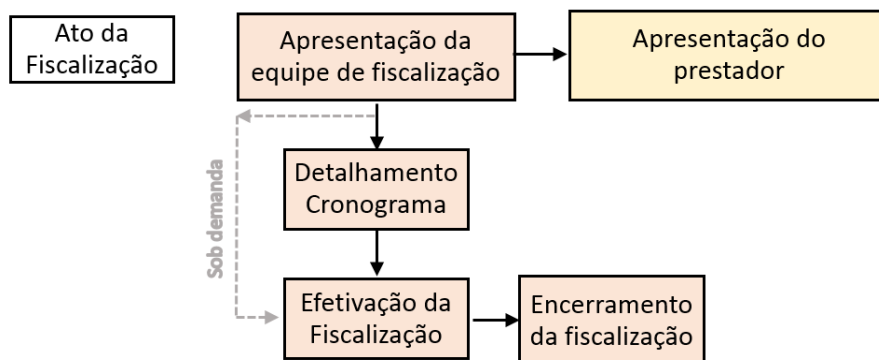 Ato da
Fiscalização
Apresentação da
equipe de fiscalização
Apresentação do
prestador
Detalhamento
Cronograma
Sob demanda
Efetivação da
Fiscalização
Encerramento
da fiscalização